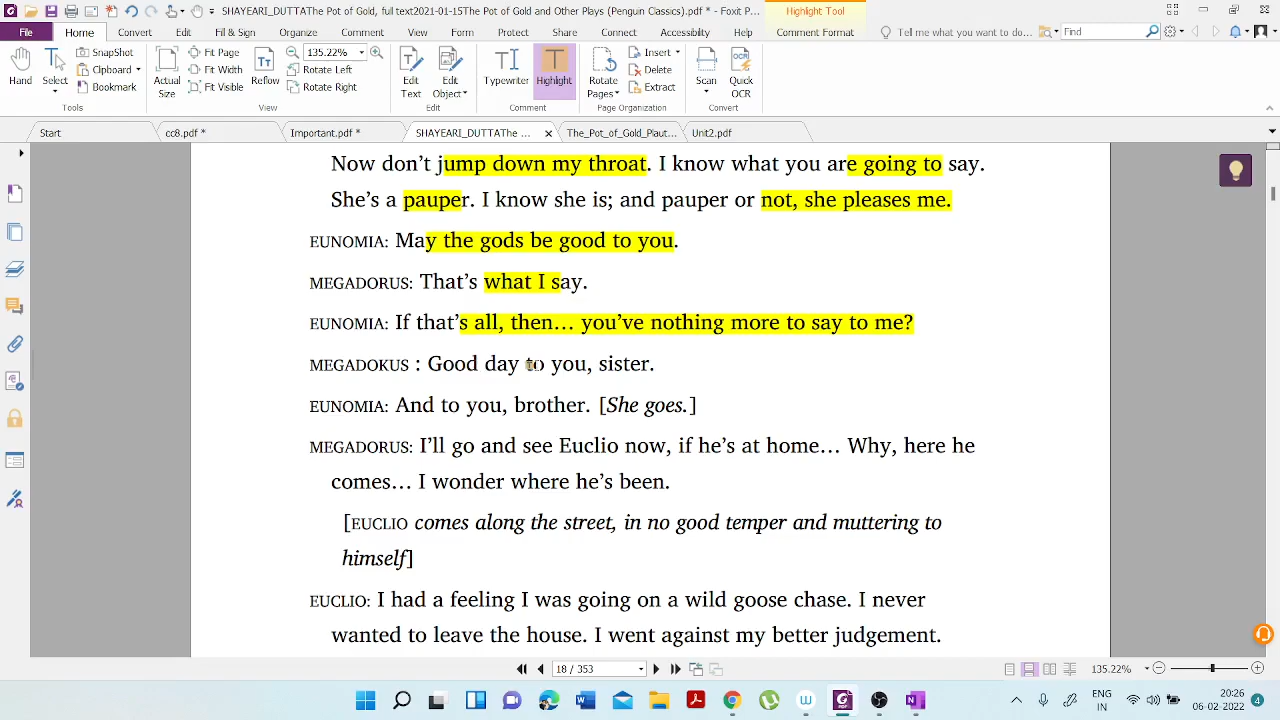 SHAYEARI_DUTTAThe Pot of Gold, full text2021-01-15The Pot of Gold and Other Plays (Penguin Classics).pdf - Foxit P...
Highlight Tool
File Home Convert Edit Fill & Sign Organize Comment View Form Protect Share Connect Accessibility Help Comment Format Tell me what you want to do... Find
Hand
Select
SnapShot
Clipboard
Bookmark
Tools
Actual Size
Fit Page
Fit Width
Fit Visible
Reflow
135.22%
Rotate Left
Rotate Right
View
Edit Text
Edit Object
Edit
Typewriter
Highlight
Comment
Rotate Pages
Insert
Delete
Extract
Page Organization
Scan
Quick OCR
Convert
Start cc8.pdf * Important.pdf * SHAYEARI_DUTTAThe ... The_Pot_of_Gold_Plaut... Unit2.pdf
Now don't jump down my throat. I know what you are going to say.
She's a pauper. I know she is; and pauper or not, she pleases me.
EUNOMIA: May the gods be good to you.
MEGADORUS: That's what I say.
EUNOMIA: If that's all, then… you've nothing more to say to me?
MEGADOKUS : Good day to you, sister.
EUNOMIA: And to you, brother. [She goes.]
MEGADORUS: I'll go and see Euclio now, if he's at home… Why, here he
comes… I wonder where he's been.
[EUCLIO comes along the street, in no good temper and muttering to
himself]
EUCLIO: I had a feeling I was going on a wild goose chase. I never
wanted to leave the house. I went against my better judgement.
18 / 353
135.22%
ENG
IN
20:26
06-02-2022
4